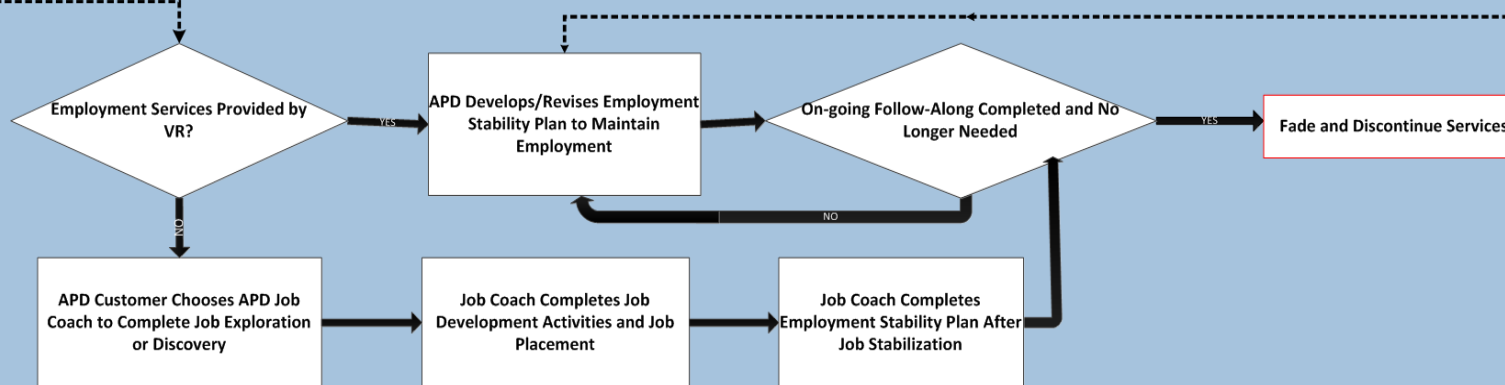 Employment Services Provided by
VR?
YES
APD Develops/Revises Employment
Stability Plan to Maintain
Employment
On-going Follow-Along Completed and No
Longer Needed
YES
Fade and Discontinue Services
NO
NO
APD Customer Chooses APD Job
Coach to Complete Job Exploration
or Discovery
Job Coach Completes Job
Development Activities and Job
Placement
Job Coach Completes
Employment Stability Plan After
Job Stabilization